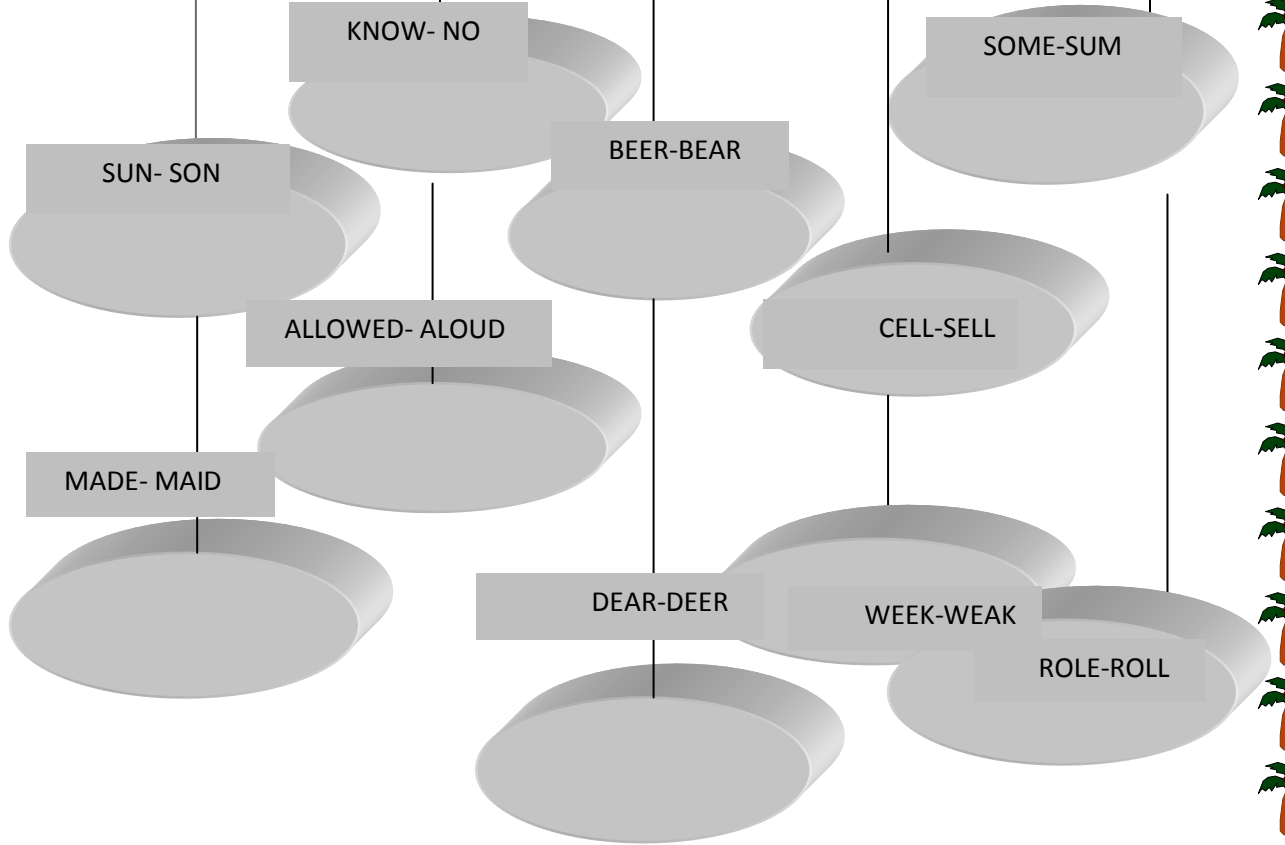 KNOW- NO
SOME-SUM
BEER-BEAR
SUN- SON
ALLOWED- ALOUD
CELL-SELL
MADE- MAID
DEAR-DEER
WEEK-WEAK
ROLE-ROLL